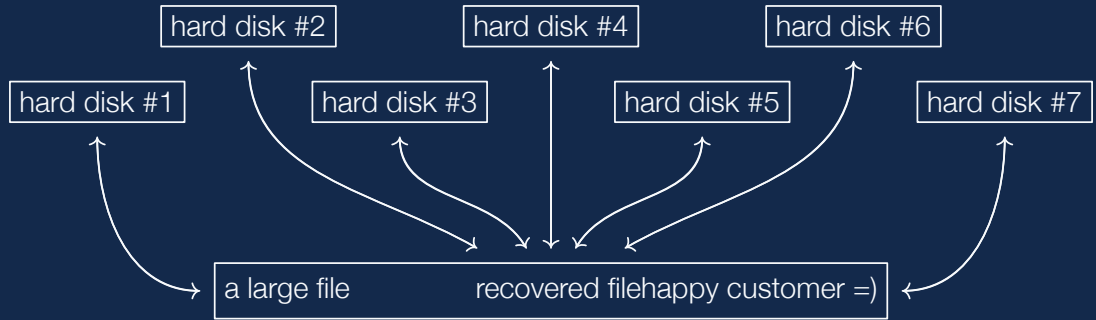 hard disk #2 hard disk #4 hard disk #6
hard disk #1 hard disk #3 hard disk #5 hard disk #7
a large file recovered filehappy customer =)